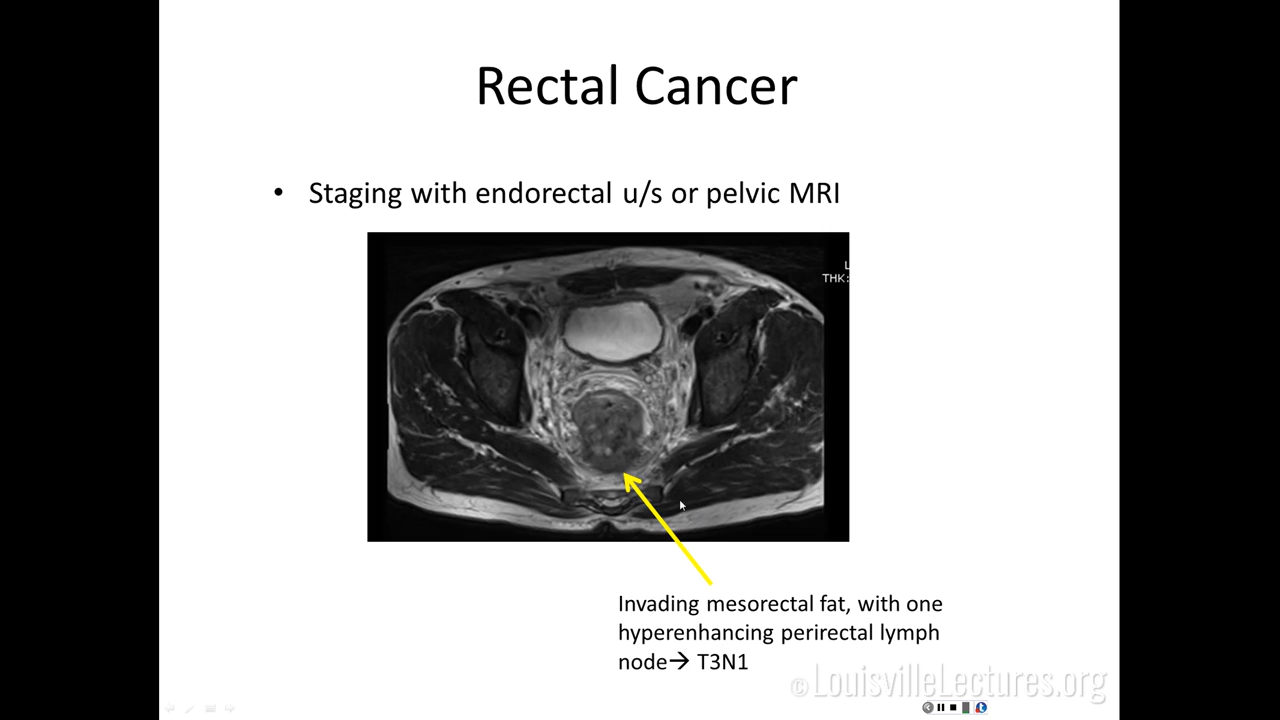 Rectal Cancer
• Staging with endorectal u/s or pelvic MRI
L
THK:
Invading mesorectal fat, with one
hyperenhancing perirectal lymph
node→ T3N1
©LouisvilleLectures.org